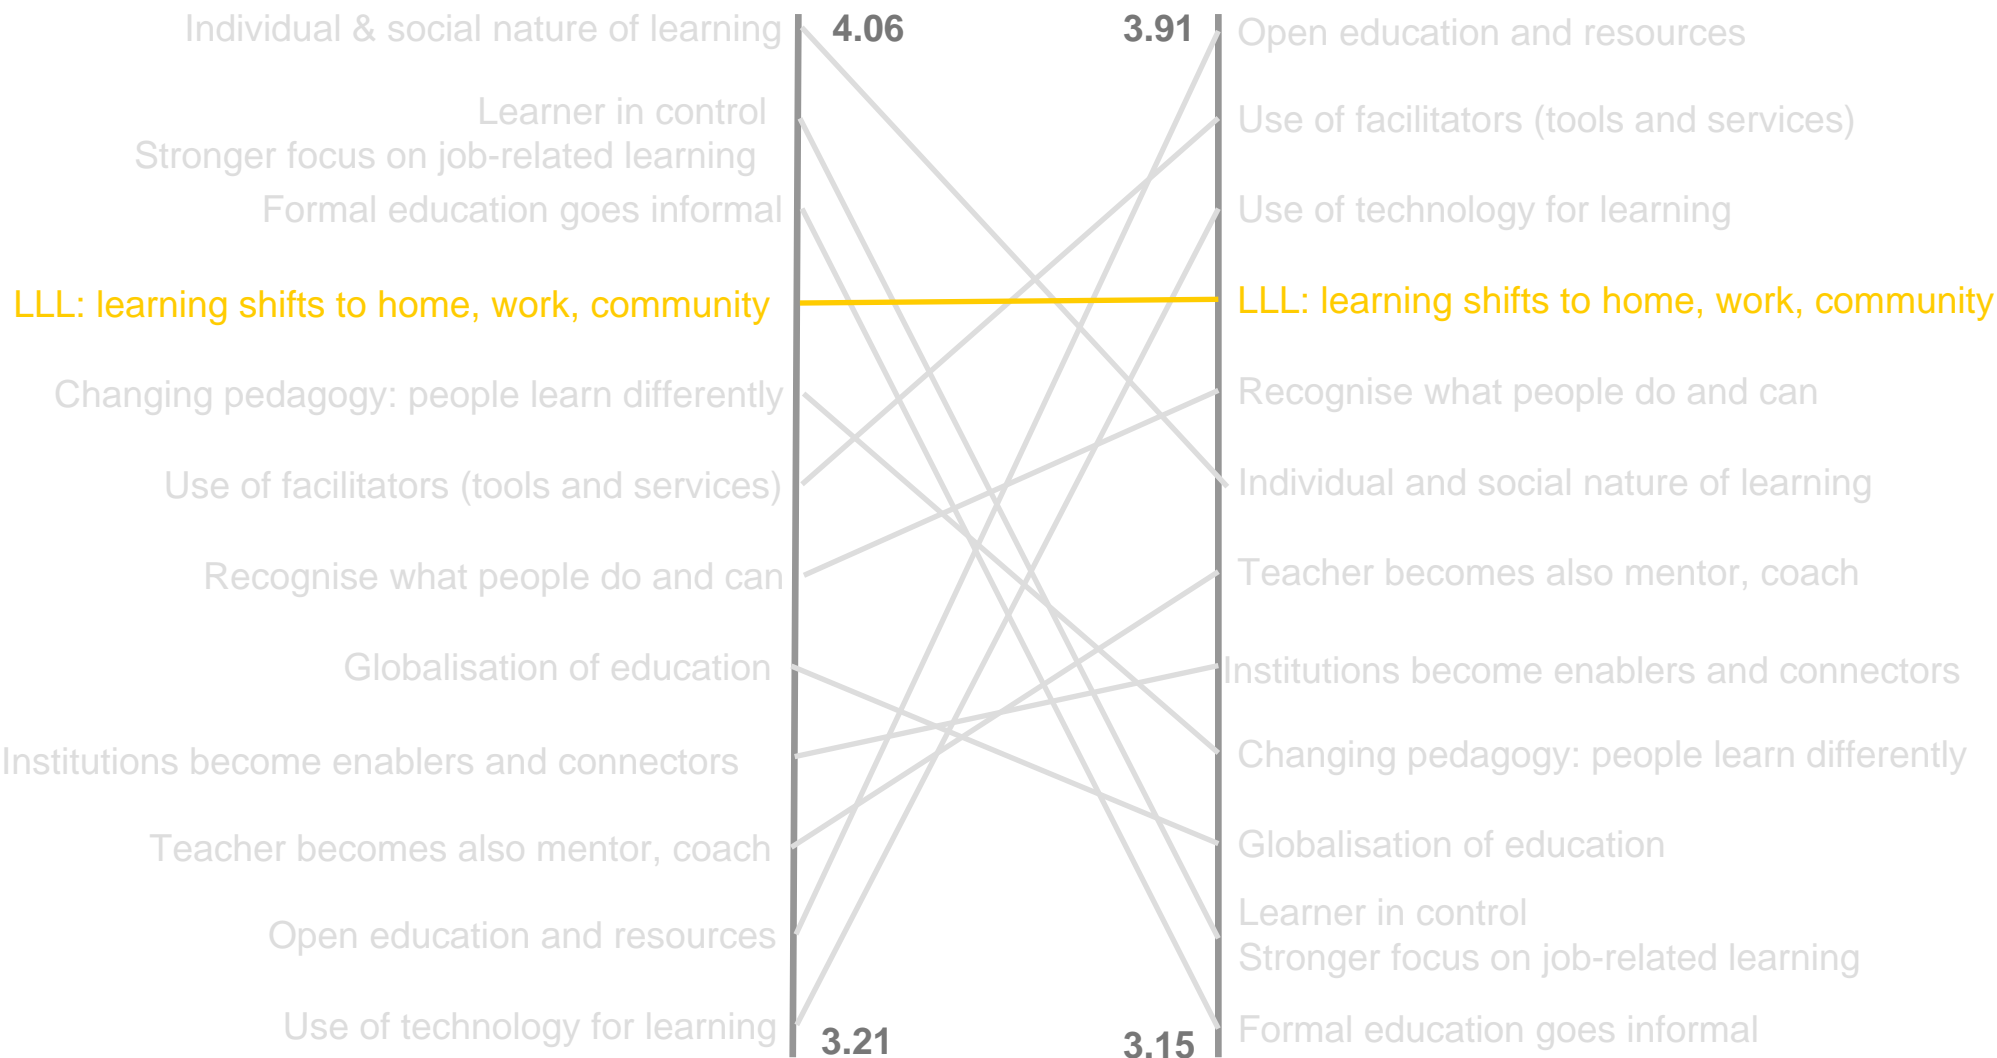 Individual & social nature of learning
4.06
Learner in control
Stronger focus on job-related learning
Formal education goes informal
LLL: learning shifts to home, work, community
Changing pedagogy: people learn differently
Use of facilitators (tools and services)
Recognise what people do and can
Globalisation of education
Institutions become enablers and connectors
Teacher becomes also mentor, coach
Open education and resources
Use of technology for learning
3.21
3.91
Open education and resources
Use of facilitators (tools and services)
Use of technology for learning
LLL: learning shifts to home, work, community
Recognise what people do and can
Individual and social nature of learning
Teacher becomes also mentor, coach
Institutions become enablers and connectors
Changing pedagogy: people learn differently
Globalisation of education
Learner in control
Stronger focus on job-related learning
Formal education goes informal
3.15